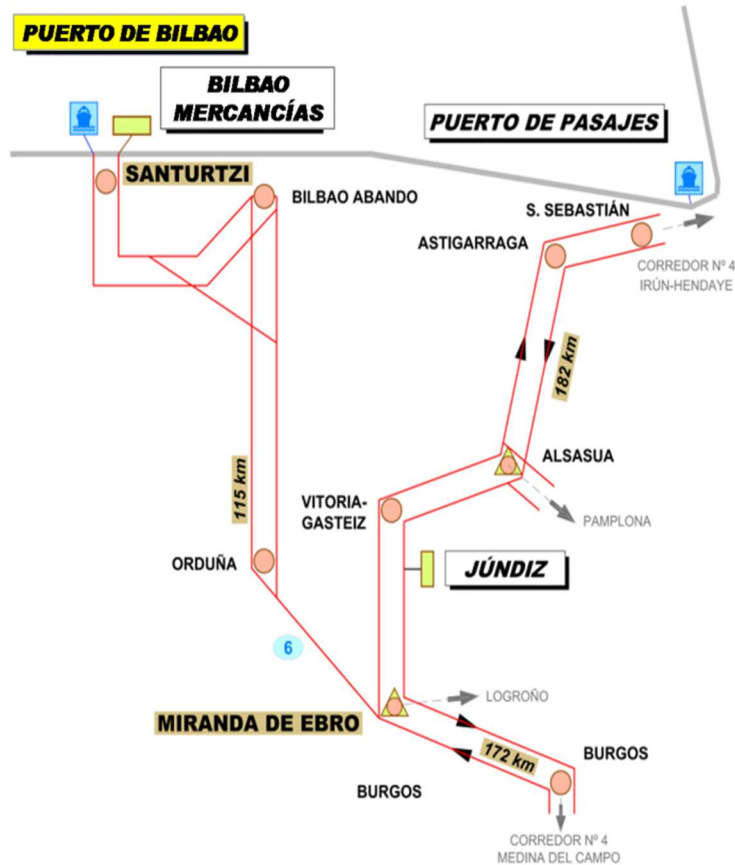 PUERTO DE BILBAO
BILBAO
MERCANCÍAS
PUERTO DE PASAJES
SANTURTZI
BILBAO ABANDO
S. SEBASTIÁN
ASTIGARRAGA
CORREDOR Nº 4
IRÚN-HENDAYE
182 km
ALSASUA
115 km
VITORIA-
GASTEIZ
PAMPLONA
ORDUÑA
JÚNDIZ
6
LOGROÑO
MIRANDA DE EBRO
172 km
BURGOS
BURGOS
CORREDOR Nº 4
MEDINA DEL CAMPO